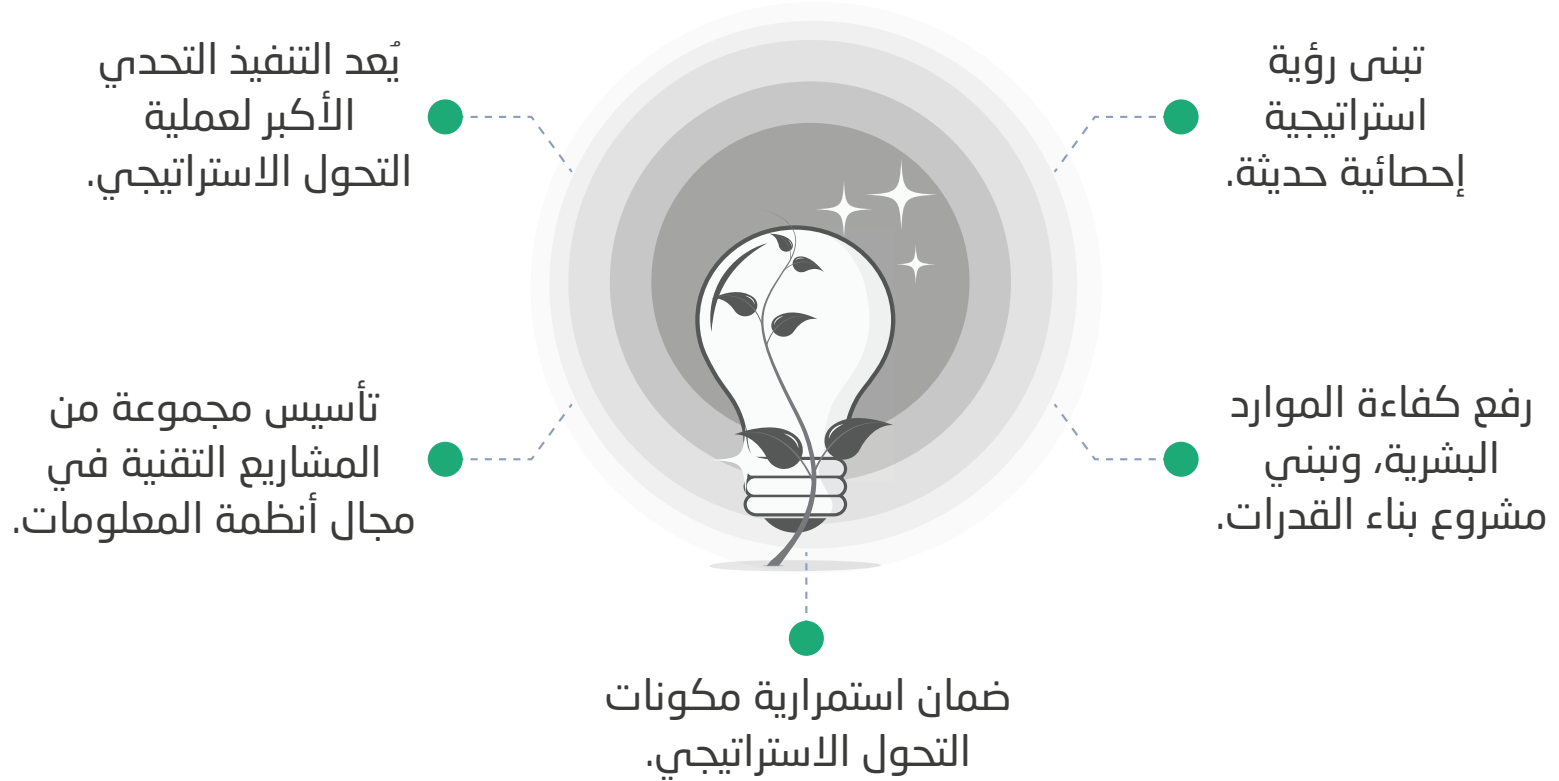 تبنى رؤية
استراتيجية
إحصائية حديثة.
رفع كفاءة الموارد
البشرية، وتبني
مشروع بناء القدرات.
ضمان استمرارية مكونات
التحول الاستراتيجي.
تأسيس مجموعة من
المشاريع التقنية في
مجال أنظمة المعلومات.
يُعد التنفيذ التحدي
الأكبر لعملية
التحول الاستراتيجي.